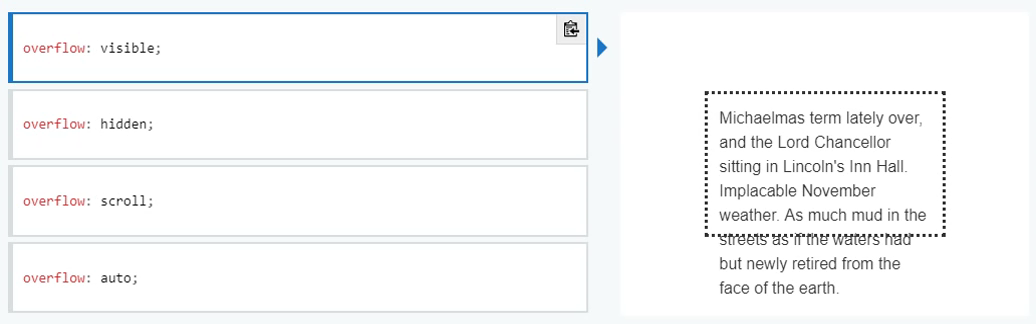 overflow: visible;
overflow: hidden;
overflow: scroll;
overflow: auto;
Michaelmas term lately over,
and the Lord Chancellor
sitting in Lincoln's Inn Hall.
Implacable November
weather. As much mud in the
streets as if the waters had
but newly retired from the
face of the earth.